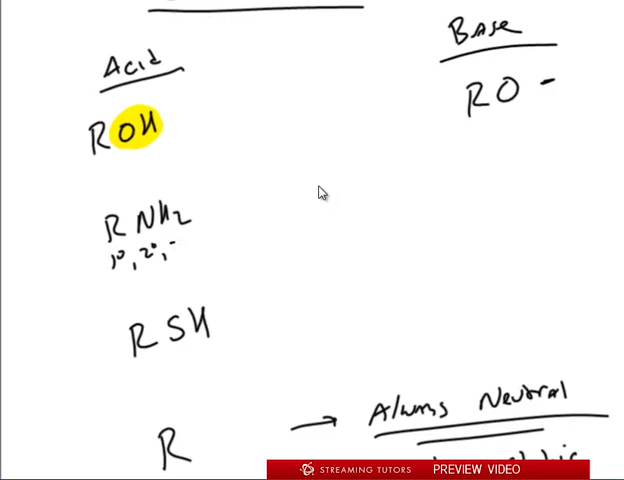 Acid
Base
ROH
RO -
RNH2
1°, 2°, -
RSH
R → Always Neutral
STREAMING TUTORS PREVIEW VIDEO